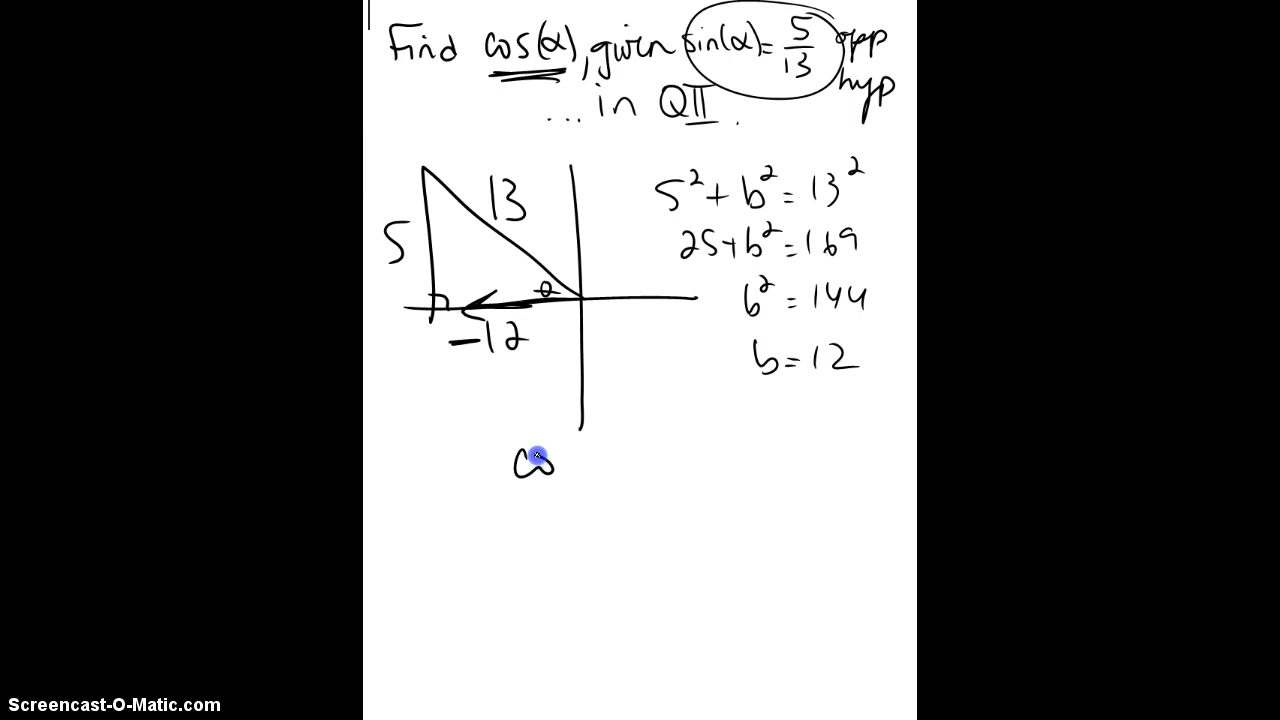 Find cos(α), given sin(α) = 5/13 opp hyp
... in QII.
13
5
θ
-12
5² + b² = 13²
25 + b² = 169
b² = 144
b = 12
co
Screencast-O-Matic.com